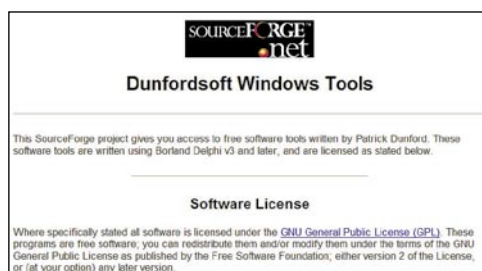 SOURCEFORGE
.net
Dunfordsoft Windows Tools
This SourceForge project gives you access to free software tools written by Patrick Dunford. These
software tools are written using Borland Delphi v3 and later, and are licensed as stated below.
Software License
Where specifically stated all software is licensed under the GNU General Public License (GPL). These
programs are free software; you can redistribute them and/or modify them under the terms of the GNU
General Public License as published by the Free Software Foundation; either version 2 of the License,
or (at your option) any later version.